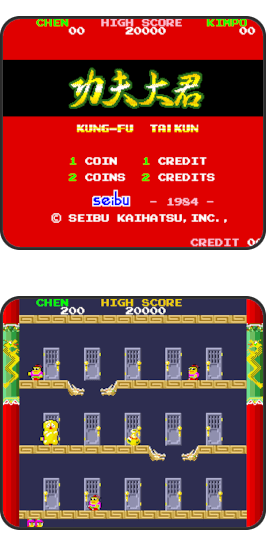 CHEN HIGH SCORE KIMPO
00 20000 00
功夫大君
KUNG-FU TAIKUN
1 COIN 1 CREDIT
2 COINS 2 CREDITS
seibu - 1984 -
© SEIBU KAIHATSU, INC.,
CREDIT 00
CHEN HIGH SCORE
200 20000